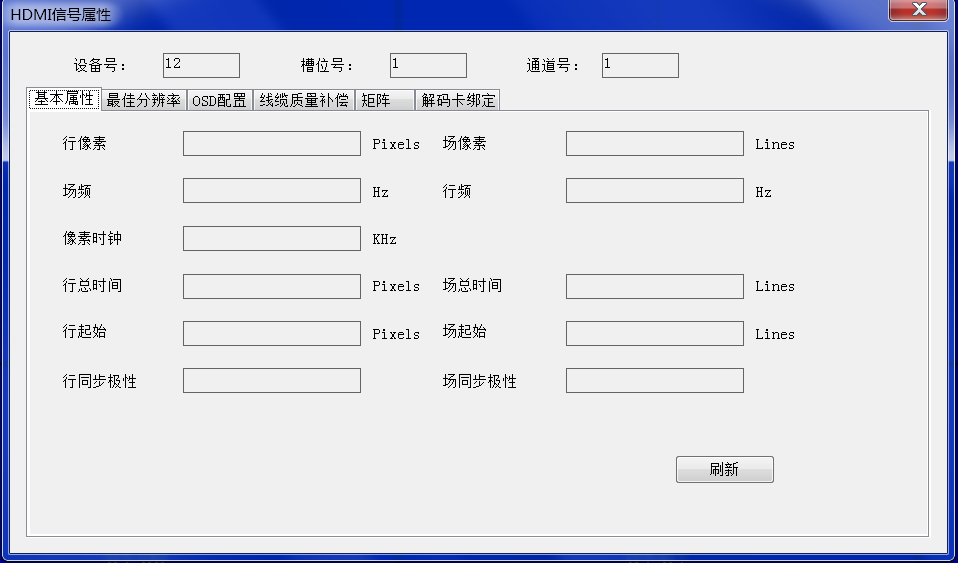 HDMI信号属性
设备号： 12 槽位号： 1 通道号： 1
基本属性 最佳分辨率 OSD配置 线缆质量补偿 矩阵 解码卡绑定
行像素 Pixels 场像素 Lines
场频 Hz 行频 Hz
像素时钟 KHz
行总时间 Pixels 场总时间 Lines
行起始 Pixels 场起始 Lines
行同步极性 场同步极性
刷新